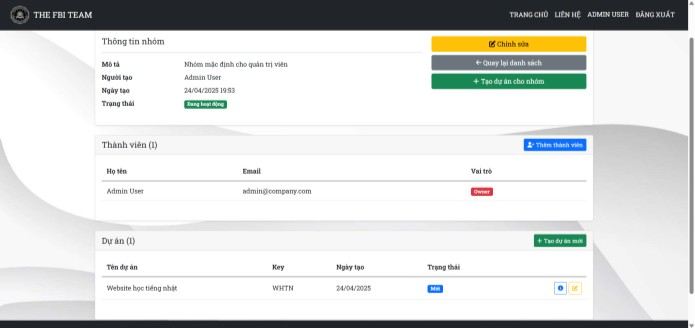 THE FBI TEAM
TRANG CHỦ LIÊN HỆ ADMIN USER ĐĂNG XUẤT
Thông tin nhóm
Chỉnh sửa
Mô tả Nhóm mặc định cho quản trị viên
Quay lại danh sách
Người tạo Admin User
+ Tạo dự án cho nhóm
Ngày tạo 24/04/2025 19:53
Trạng thái Đang hoạt động
Thành viên (1) Thêm thành viên
Họ tên Email Vai trò
Admin User admin@company.com Owner
Dự án (1) + Tạo dự án mới
Tên dự án Key Ngày tạo Trạng thái
Website học tiếng nhật WHTN 24/04/2025 Mới